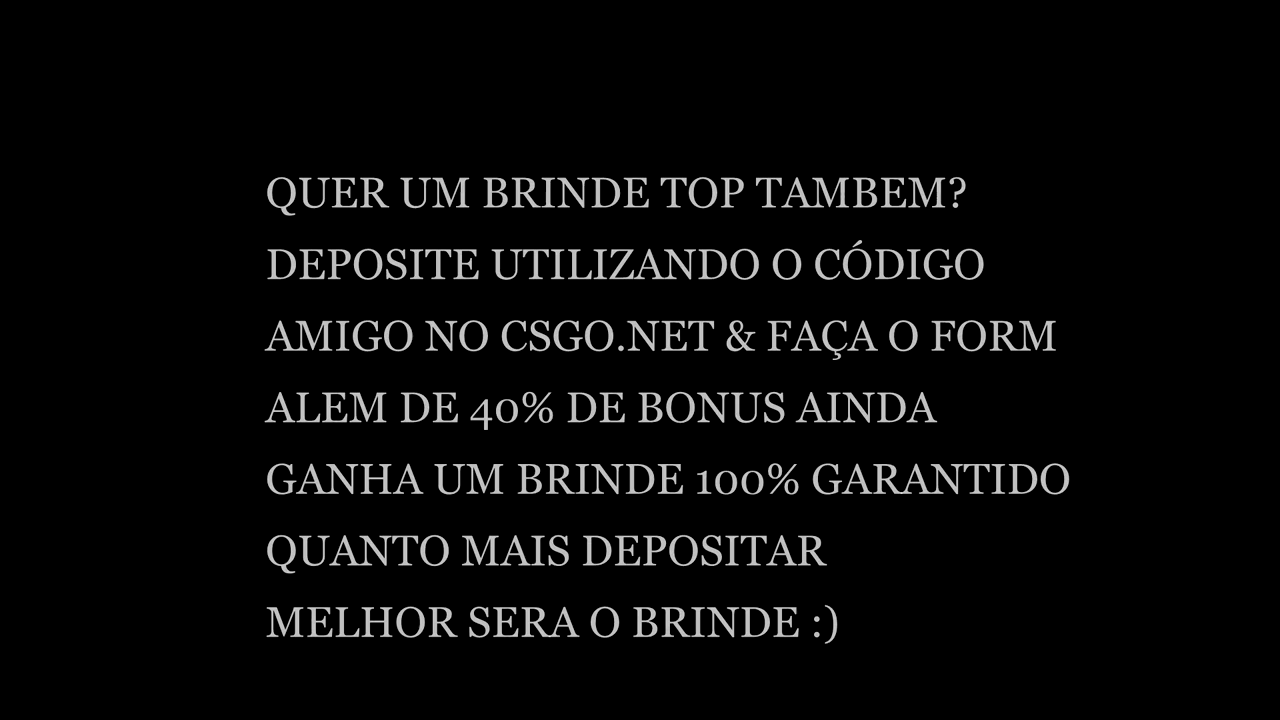 QUER UM BRINDE TOP TAMBEM?
DEPOSITE UTILIZANDO O CÓDIGO
AMIGO NO CSGO.NET & FAÇA O FORM
ALEM DE 40% DE BONUS AINDA
GANHA UM BRINDE 100% GARANTIDO
QUANTO MAIS DEPOSITAR
MELHOR SERA O BRINDE :)